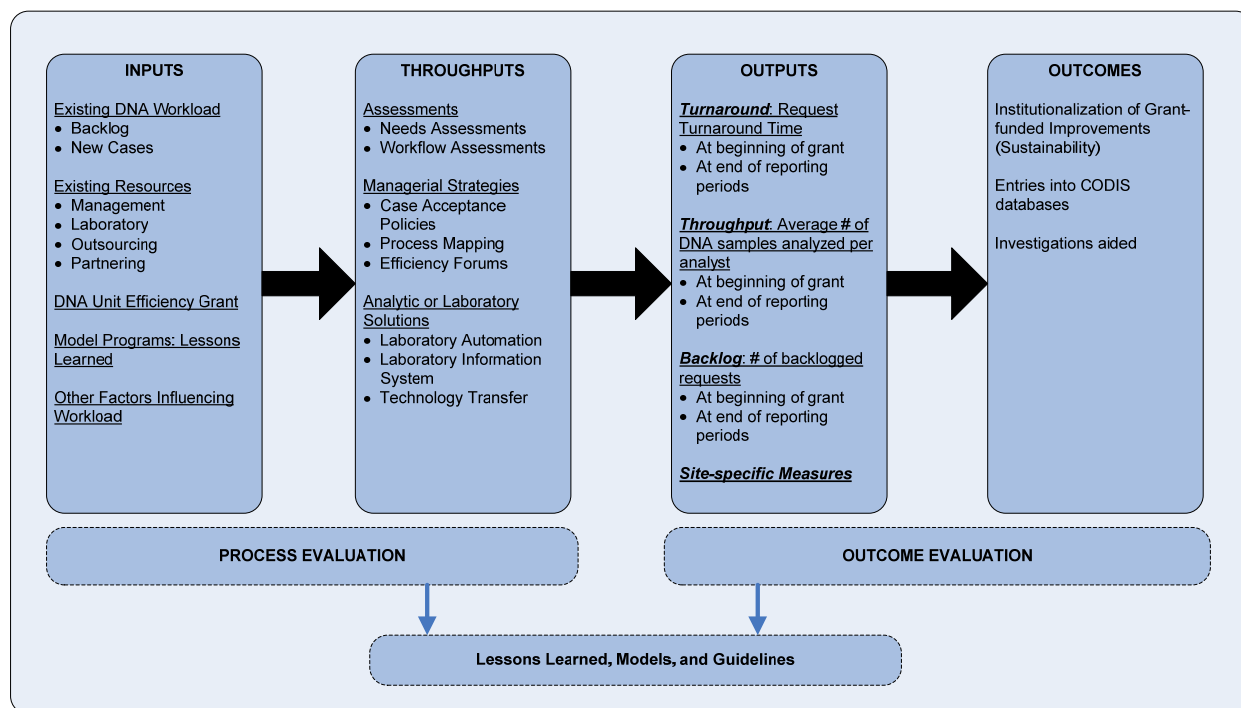 INPUTS
Existing DNA Workload
• Backlog
• New Cases
Existing Resources
• Management
• Laboratory
• Outsourcing
• Partnering
DNA Unit Efficiency Grant
Model Programs: Lessons
Learned
Other Factors Influencing
Workload
THROUGHPUTS
Assessments
• Needs Assessments
• Workflow Assessments
Managerial Strategies
• Case Acceptance
Policies
• Process Mapping
• Efficiency Forums
Analytic or Laboratory
Solutions
• Laboratory Automation
• Laboratory Information
System
• Technology Transfer
OUTPUTS
Turnaround: Request
Turnaround Time
• At beginning of grant
• At end of reporting
periods
Throughput: Average # of
DNA samples analyzed per
analyst
• At beginning of grant
• At end of reporting
periods
Backlog: # of backlogged
requests
• At beginning of grant
• At end of reporting
periods
Site-specific Measures
OUTCOMES
Institutionalization of Grant–
funded Improvements
(Sustainability)
Entries into CODIS
databases
Investigations aided
PROCESS EVALUATION
OUTCOME EVALUATION
Lessons Learned, Models, and Guidelines